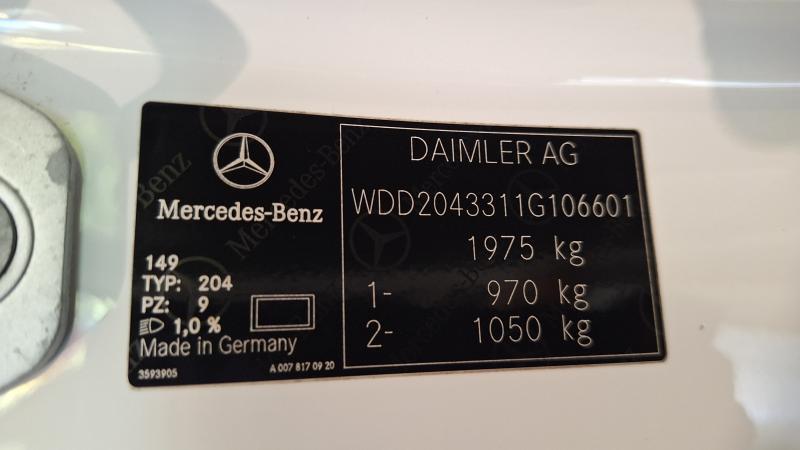 Mercedes-Benz
149
TYP: 204
PZ: 9
1,0 %
Made in Germany
3593905
A 007 817 09 20
DAIMLER AG
WDD2043311G106601
1975 kg
1- 970 kg
2- 1050 kg